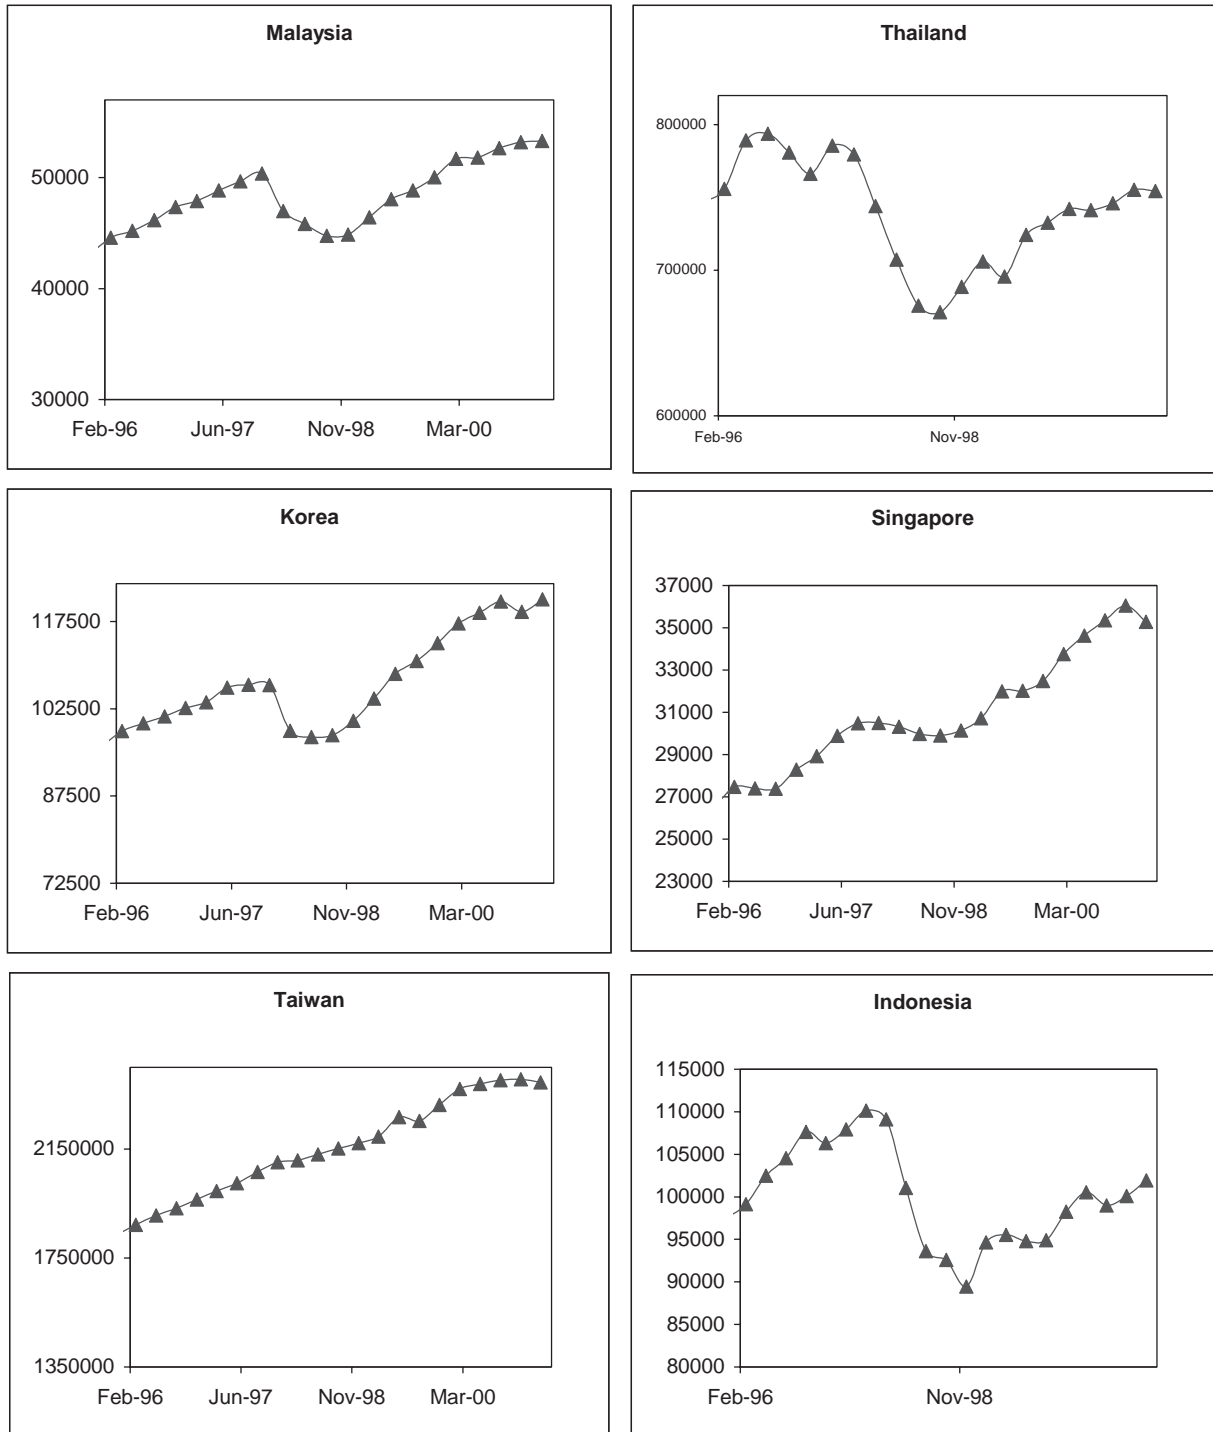 Malaysia
50000
40000
30000
Feb-96 Jun-97 Nov-98 Mar-00
Thailand
800000
700000
600000
Feb-96 Nov-98
Korea
117500
102500
87500
72500
Feb-96 Jun-97 Nov-98 Mar-00
Singapore
37000
35000
33000
31000
29000
27000
25000
23000
Feb-96 Jun-97 Nov-98 Mar-00
Taiwan
2150000
1750000
1350000
Feb-96 Jun-97 Nov-98 Mar-00
Indonesia
115000
110000
105000
100000
95000
90000
85000
80000
Feb-96 Nov-98